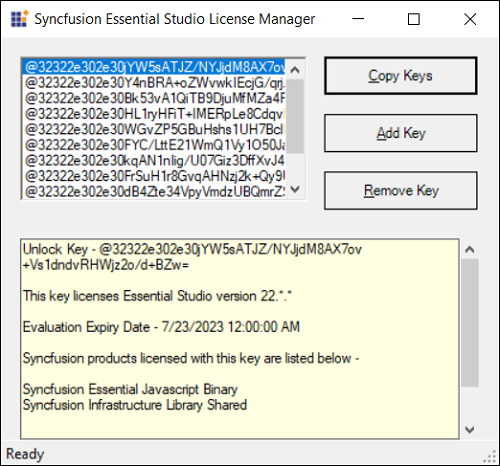 Syncfusion Essential Studio License Manager
@32322e302e30jYW5sATJZ/NYJjdM8AX7ov
@32322e302e30Y4nBRA+oZWvwkIEcjG/qrj
@32322e302e30Bk53vA1QiTB9DjuMfMZa4F
@32322e302e30HL1ryHFiT+IMERpLe8Cdqv
@32322e302e30WGvZP5GBuHshs1UH7Bcl
@32322e302e30FYC/LttE21WmQ1Vy1O50Ja
@32322e302e30kqAN1nlig/U07Giz3DffXvJ4
@32322e302e30FrSuH1r8GvqAHNzj2k+Qy9U
@32322e302e30dB4Zte34VpyVmdzUBQmrZS
Copy Keys
Add Key
Remove Key
Unlock Key - @32322e302e30jYW5sATJZ/NYJjdM8AX7ov
+Vs1dndvRHWjz2o/d+BZw=
This key licenses Essential Studio version 22.*.*
Evaluation Expiry Date - 7/23/2023 12:00:00 AM
Syncfusion products licensed with this key are listed below -
Syncfusion Essential Javascript Binary
Syncfusion Infrastructure Library Shared
Ready